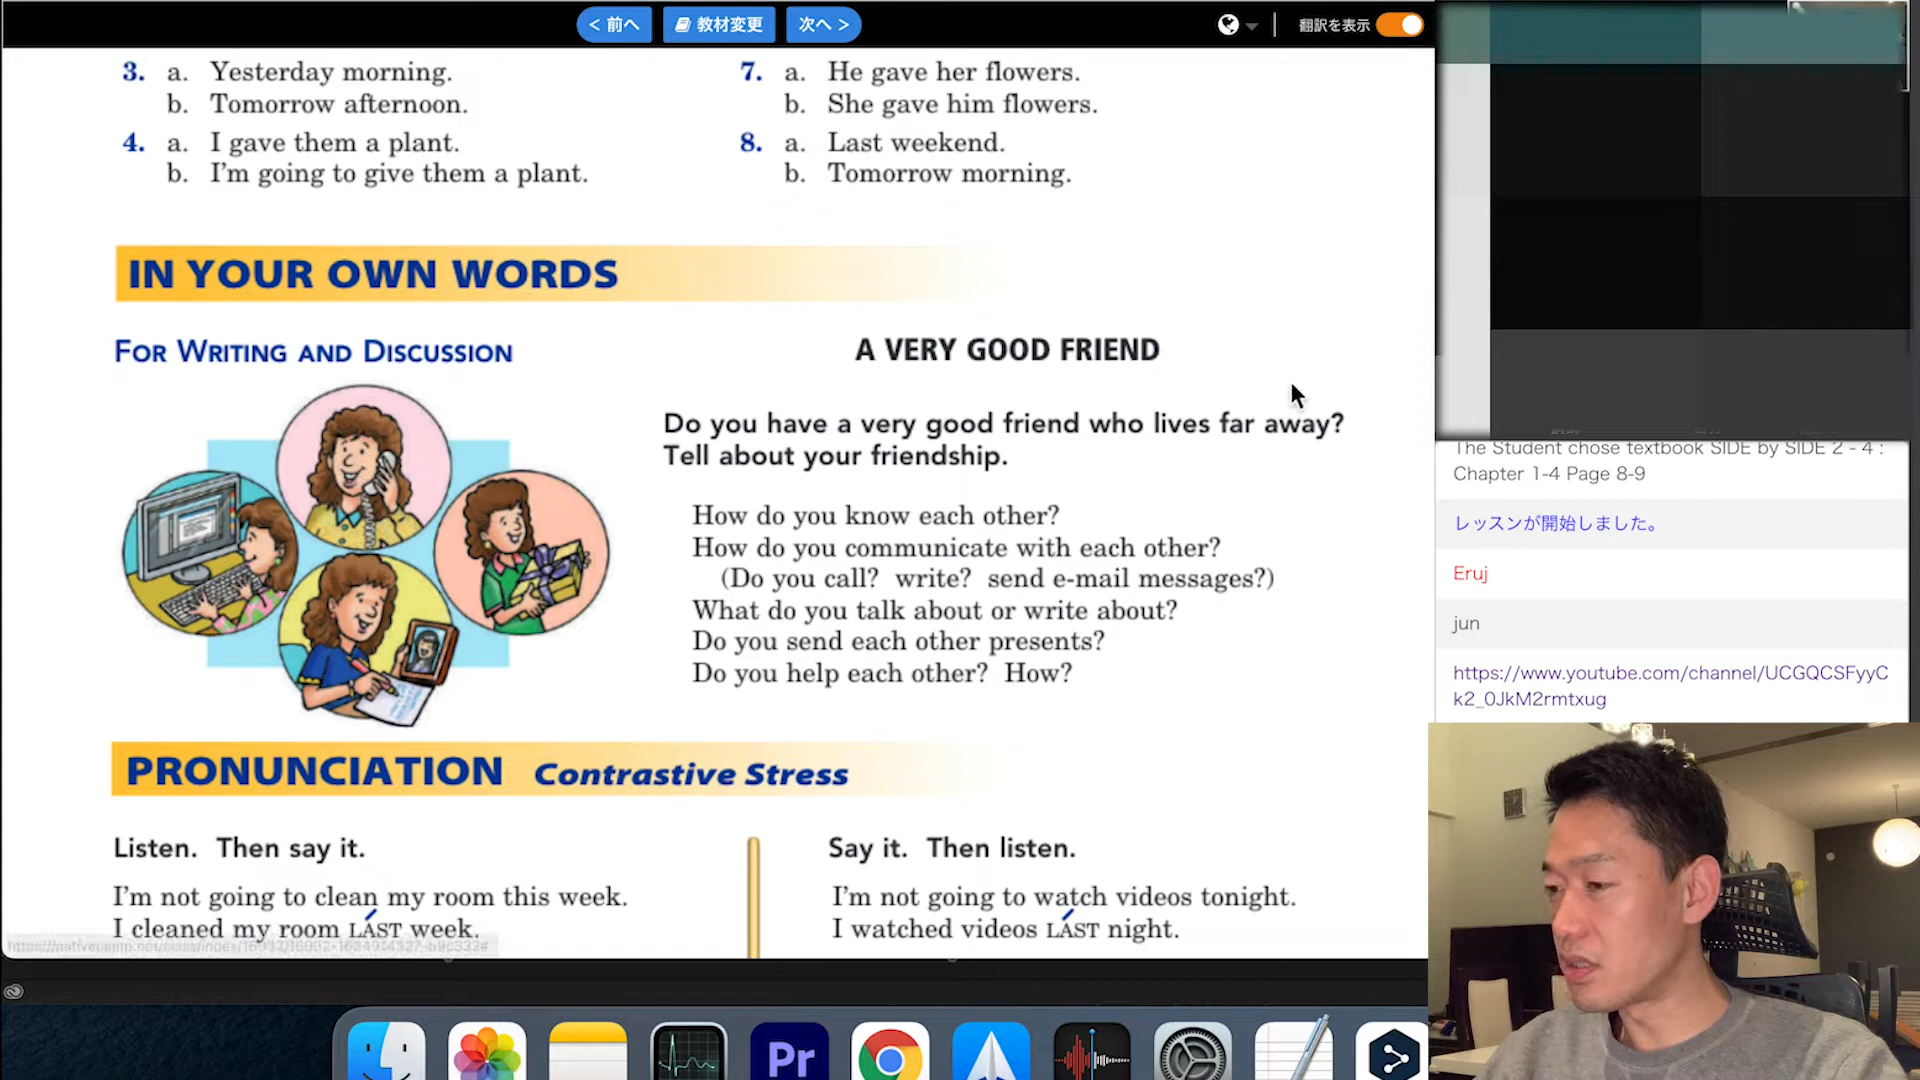 < 前へ
教材変更
次へ >
翻訳を表示
3. a. Yesterday morning.
b. Tomorrow afternoon.
4. a. I gave them a plant.
b. I'm going to give them a plant.
7. a. He gave her flowers.
b. She gave him flowers.
8. a. Last weekend.
b. Tomorrow morning.
IN YOUR OWN WORDS
FOR WRITING AND DISCUSSION
A VERY GOOD FRIEND
Do you have a very good friend who lives far away?
Tell about your friendship.
How do you know each other?
How do you communicate with each other?
(Do you call? write? send e-mail messages?)
What do you talk about or write about?
Do you send each other presents?
Do you help each other? How?
PRONUNCIATION Contrastive Stress
Listen. Then say it.
I'm not going to clean my room this week.
I cleaned my room LAST week.
Say it. Then listen.
I'm not going to watch videos tonight.
I watched videos LAST night.
The Student chose textbook SIDE by SIDE 2 - 4 :
Chapter 1-4 Page 8-9
レッスンが開始しました。
Eruj
jun
https://www.youtube.com/channel/UCGQCSFyyC
k2_0JkM2rmtxug
Pr